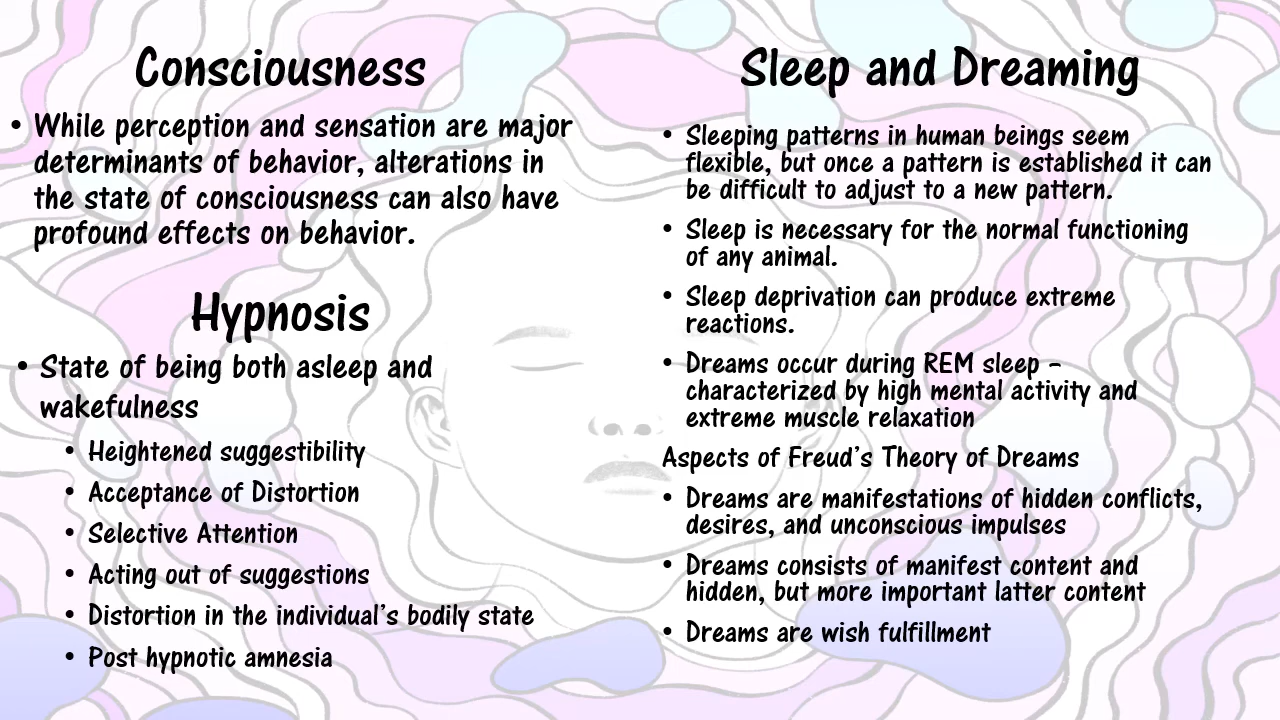 Consciousness
• While perception and sensation are major
determinants of behavior, alterations in
the state of consciousness can also have
profound effects on behavior.
Hypnosis
• State of being both asleep and
wakefulness
• Heightened suggestibility
• Acceptance of Distortion
• Selective Attention
• Acting out of suggestions
• Distortion in the individual's bodily state
• Post hypnotic amnesia
Sleep and Dreaming
• Sleeping patterns in human beings seem
flexible, but once a pattern is established it can
be difficult to adjust to a new pattern.
• Sleep is necessary for the normal functioning
of any animal.
• Sleep deprivation can produce extreme
reactions.
• Dreams occur during REM sleep –
characterized by high mental activity and
extreme muscle relaxation
Aspects of Freud's Theory of Dreams
• Dreams are manifestations of hidden conflicts,
desires, and unconscious impulses
• Dreams consists of manifest content and
hidden, but more important latter content
• Dreams are wish fulfillment